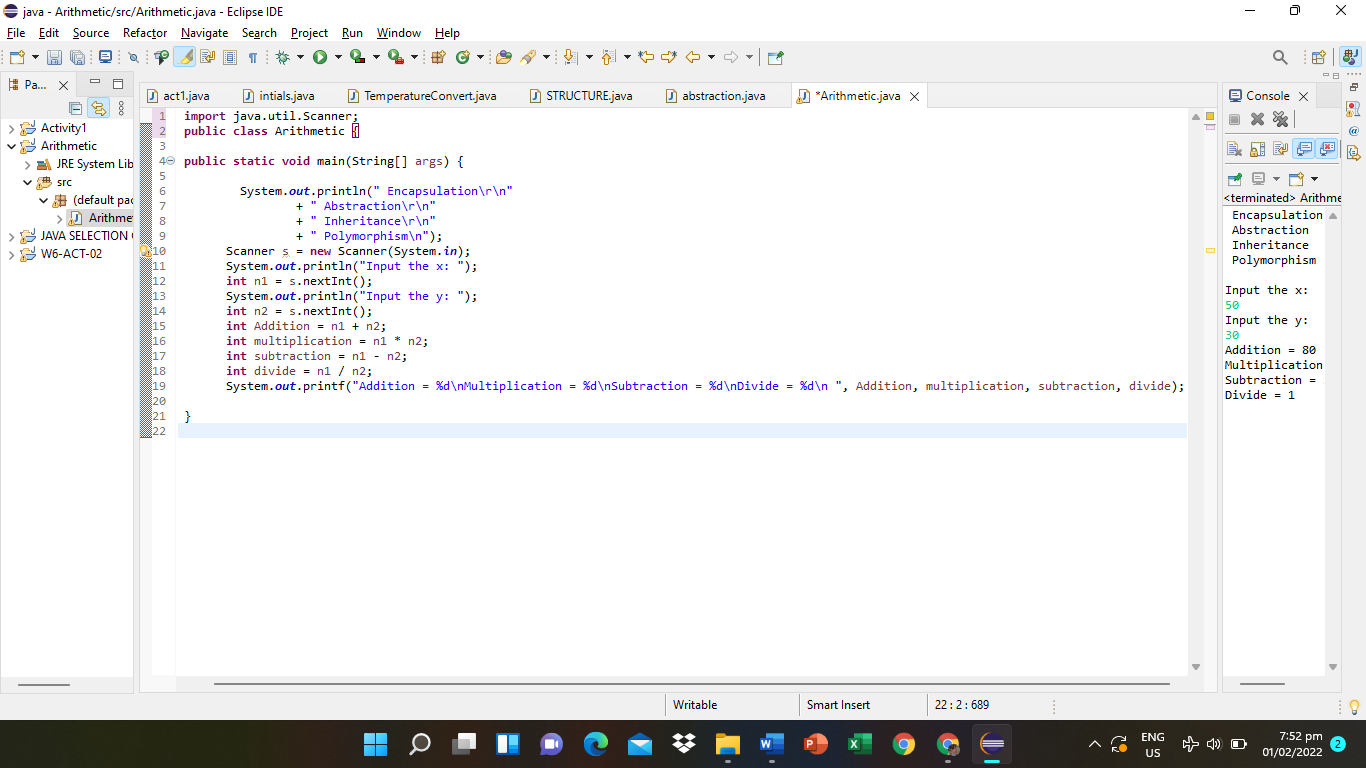 java - Arithmetic/src/Arithmetic.java - Eclipse IDE
File Edit Source Refactor Navigate Search Project Run Window Help
Pa...
act1.java intials.java TemperatureConvert.java STRUCTURE.java abstraction.java *Arithmetic.java
Console
Activity1
Arithmetic
JRE System Lib
src
(default pac
Arithme
JAVA SELECTION
W6-ACT-02
1 import java.util.Scanner;
2 public class Arithmetic {
3
4 public static void main(String[] args) {
5
6 System.out.println(" Encapsulation\r\n"
7 + " Abstraction\r\n"
8 + " Inheritance\r\n"
9 + " Polymorphism\n");
10 Scanner s = new Scanner(System.in);
11 System.out.println("Input the x: ");
12 int n1 = s.nextInt();
13 System.out.println("Input the y: ");
14 int n2 = s.nextInt();
15 int Addition = n1 + n2;
16 int multiplication = n1 * n2;
17 int subtraction = n1 - n2;
18 int divide = n1 / n2;
19 System.out.printf("Addition = %d\nMultiplication = %d\nSubtraction = %d\nDivide = %d\n ", Addition, multiplication, subtraction, divide);
20
21 }
22
<terminated> Arithme
Encapsulation
Abstraction
Inheritance
Polymorphism
Input the x:
50
Input the y:
30
Addition = 80
Multiplication
Subtraction =
Divide = 1
Writable Smart Insert 22 : 2 : 689
ENG
US
7:52 pm
01/02/2022
2